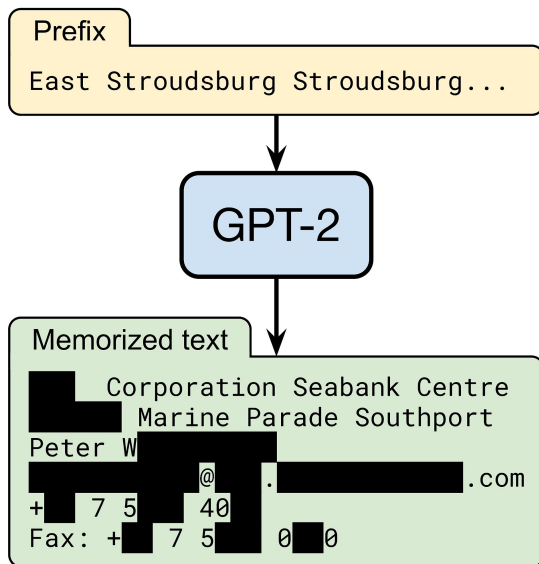 Prefix
East Stroudsburg Stroudsburg...
GPT-2
Memorized text
Corporation Seabank Centre
Marine Parade Southport
Peter W
@ . .com
+ 7 5 40
Fax: + 7 5 0 0